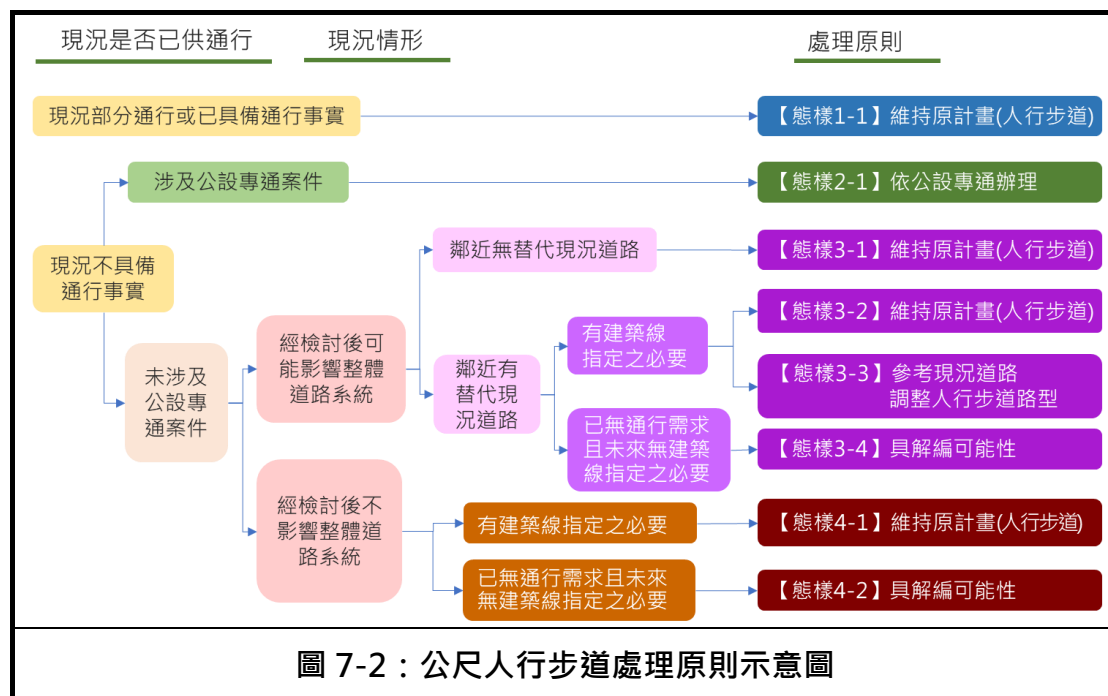 現況是否已供通行
現況情形
處理原則
現況部分通行或已具備通行事實
【態樣1-1】維持原計畫(人行步道)
涉及公設專通案件
【態樣2-1】依公設專通辦理
現況不具備
通行事實
鄰近無替代現況道路
【態樣3-1】維持原計畫(人行步道)
未涉及
公設專
通案件
經檢討後可
能影響整體
道路系統
鄰近有
替代現
況道路
有建築線
指定之必要
【態樣3-2】維持原計畫(人行步道)
【態樣3-3】參考現況道路
調整人行步道路型
已無通行需求
且未來無建築
線指定之必要
【態樣3-4】具解編可能性
經檢討後不
影響整體道
路系統
有建築線指定之必要
【態樣4-1】維持原計畫(人行步道)
已無通行需求且未來
無建築線指定之必要
【態樣4-2】具解編可能性
圖 7-2：公尺人行步道處理原則示意圖